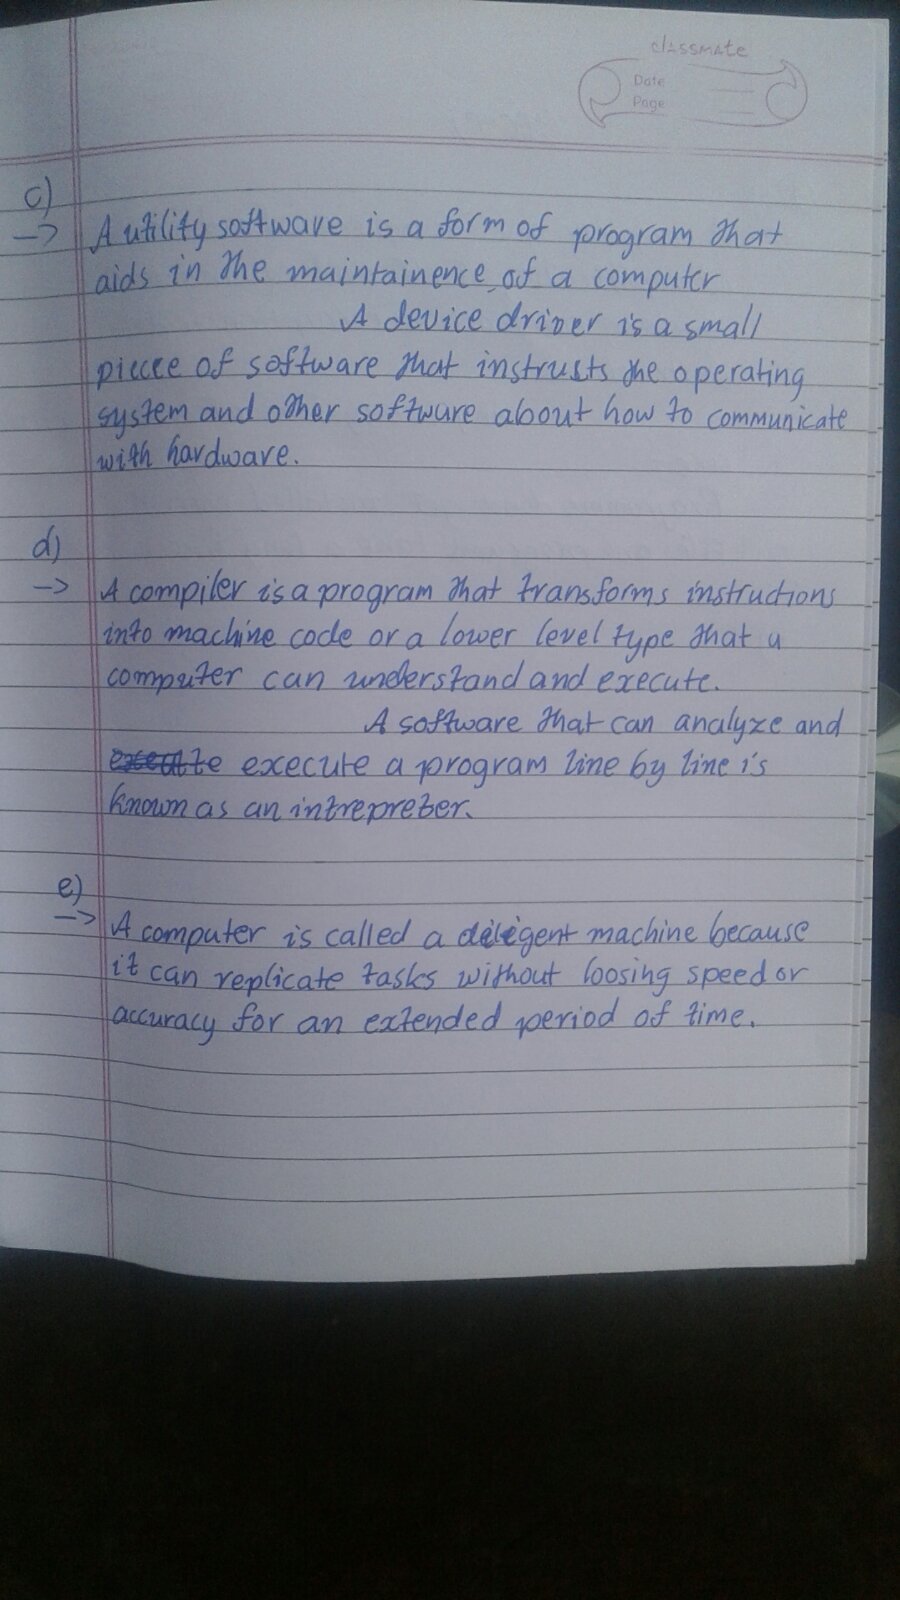 classmate
Date
Page
c)
-> A utility software is a form of program that
aids in the maintainence of a computer
A device driver is a small
piecce of software that instrusts the operating
system and other software about how to communicate
with hardware.
d)
-> A compiler is a program that transforms instructions
into machine code or a lower level type that a
computer can understand and execute.
A software that can analyze and
execute a program line by line is
known as an intrepreter.
e)
-> A computer is called a diligent machine because
it can replicate tasks without loosing speed or
accuracy for an extended period of time.